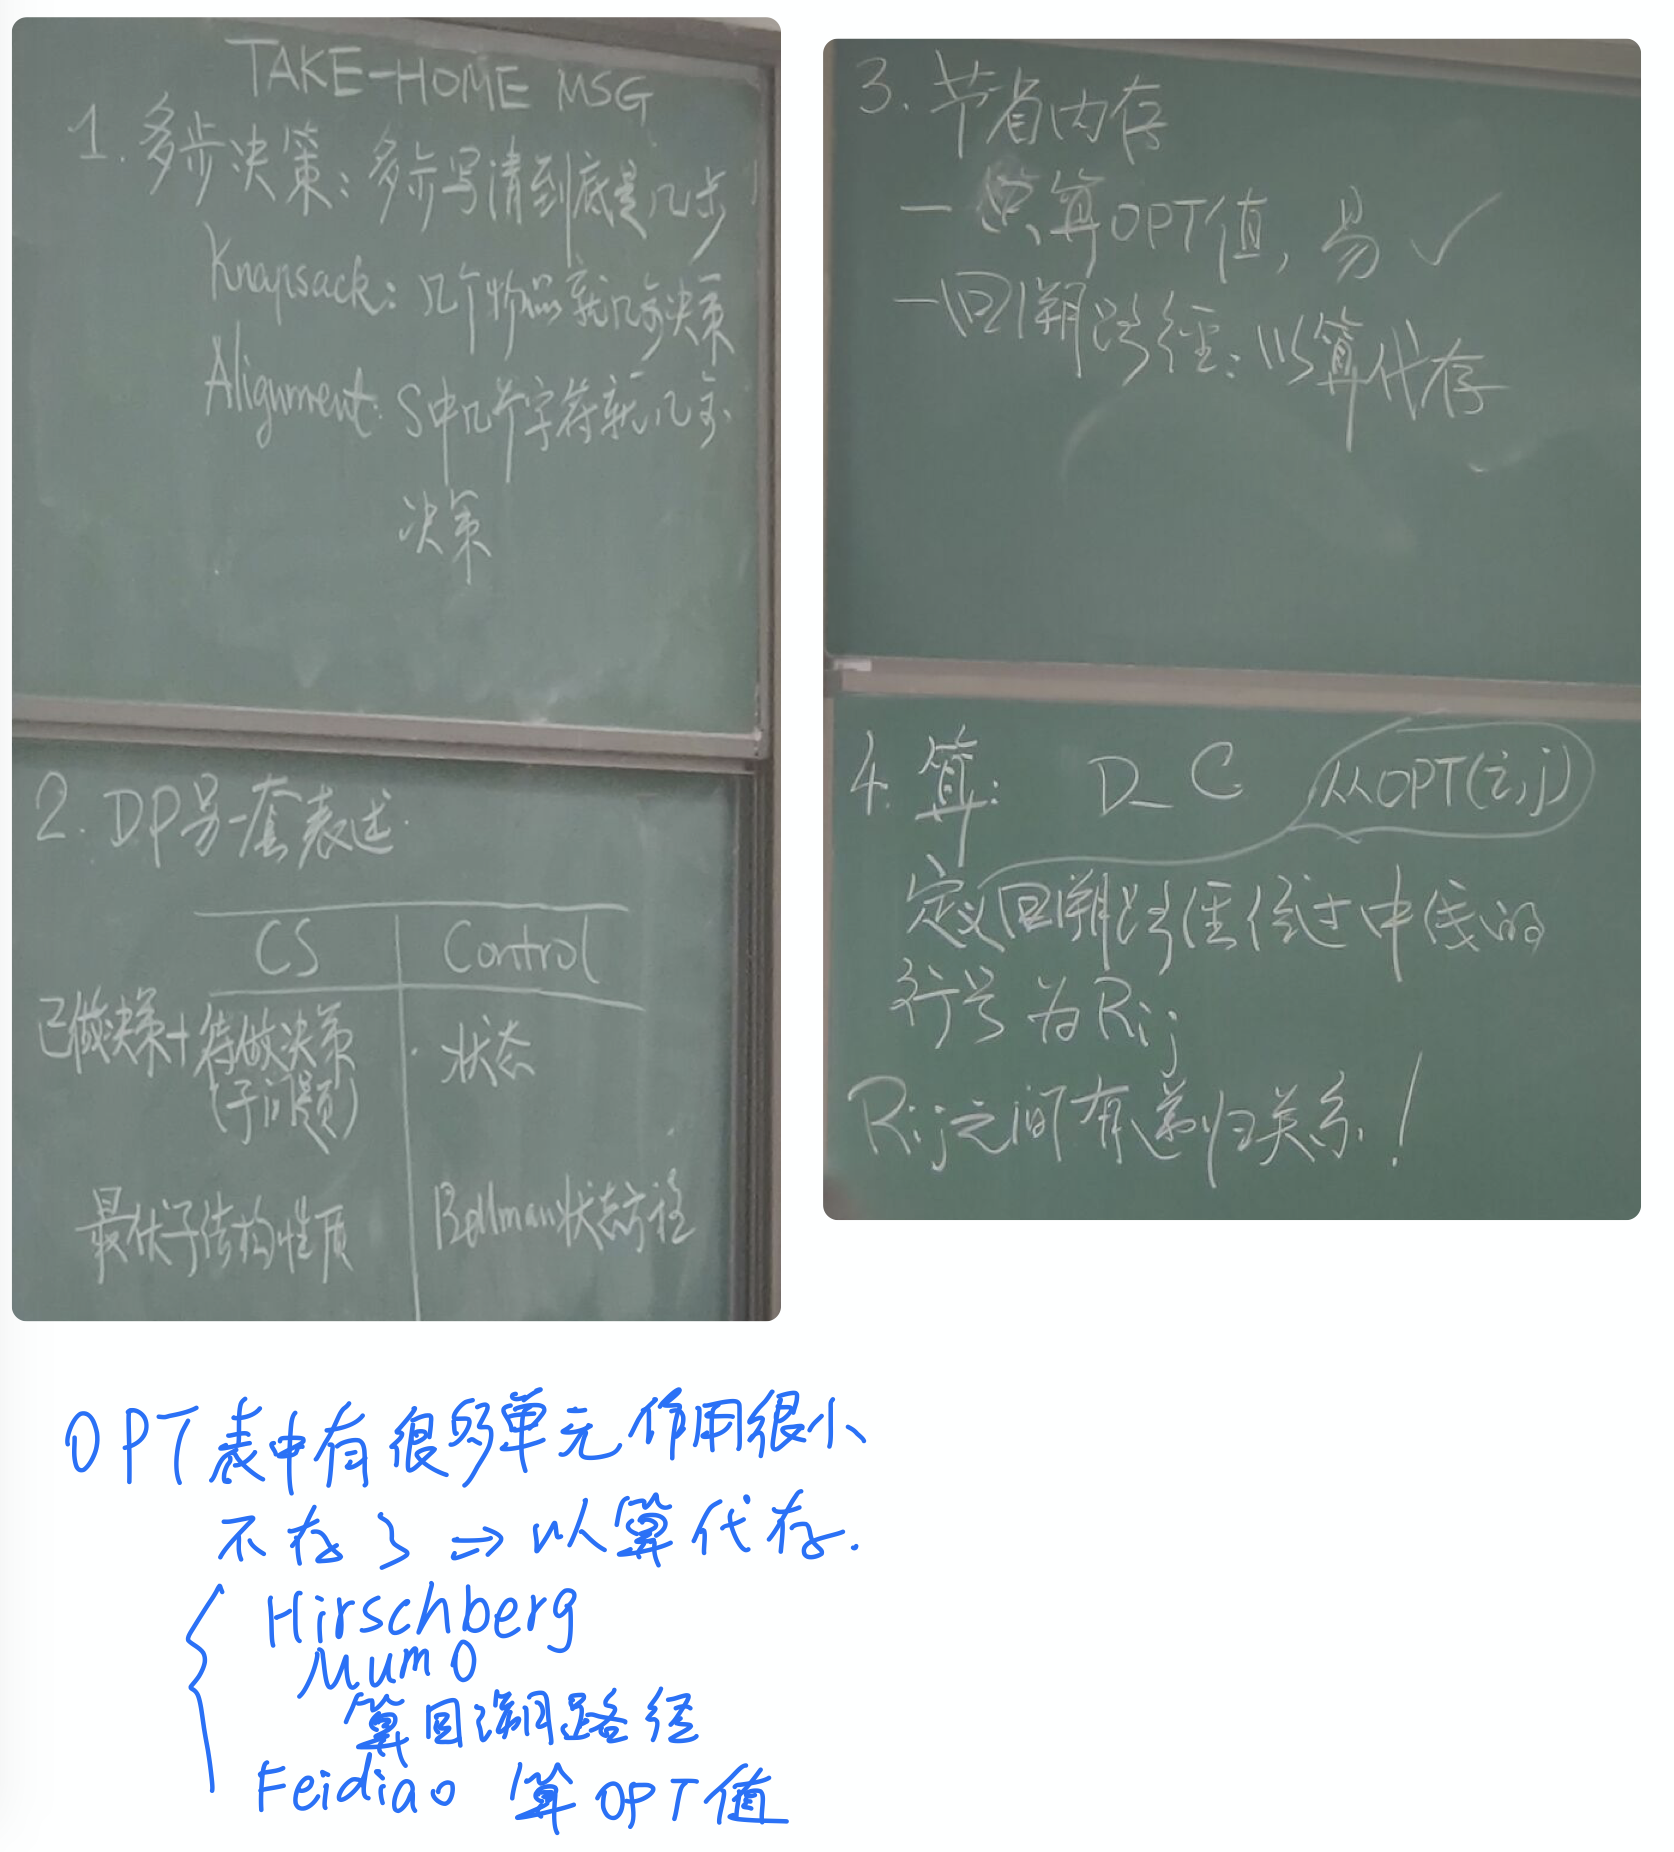 TAKE-HOME MSG
1. 多步决策: 多步写清到底是几步
Knapsack: 几个物品就几步决策
Alignment: S中几个字符就几步
决策
2. DP另一套表述.
CS Control
已做决策+待做决策 状态
(子问题)
最优子结构性质 Bellman状态方程
3. 节省内存
- 只算OPT值, 易 ✓
- 回溯路径: 以算代存
4. 算: D C 从OPT(i,j)
定义回溯路径经过中线的
行号为Rij
Rij之间有递归关系!
OPT表中有很多单元作用很小
不存了 ⇒ 以算代存.
Hirschberg
MumO
算回溯路径
Feidiao 算OPT值